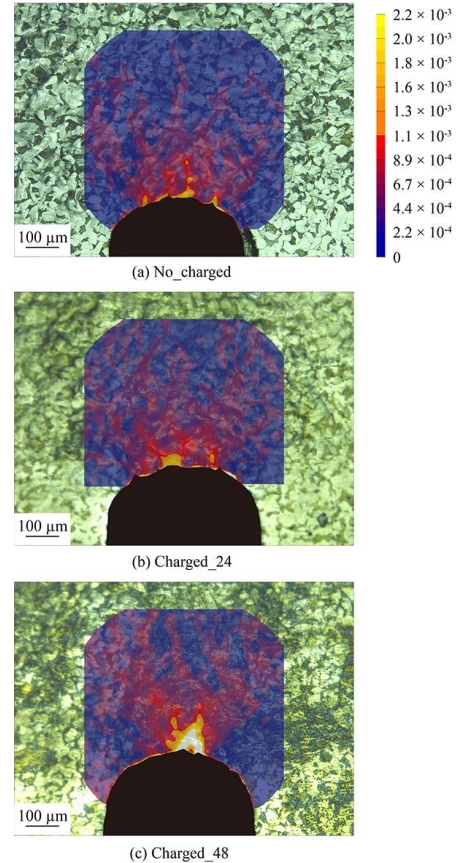 2.2 × 10⁻³
2.0 × 10⁻³
1.8 × 10⁻³
1.6 × 10⁻³
1.3 × 10⁻³
1.1 × 10⁻³
8.9 × 10⁻⁴
6.7 × 10⁻⁴
4.4 × 10⁻⁴
2.2 × 10⁻⁴
0
100 µm
(a) No_charged
100 µm
(b) Charged_24
100 µm
(c) Charged_48